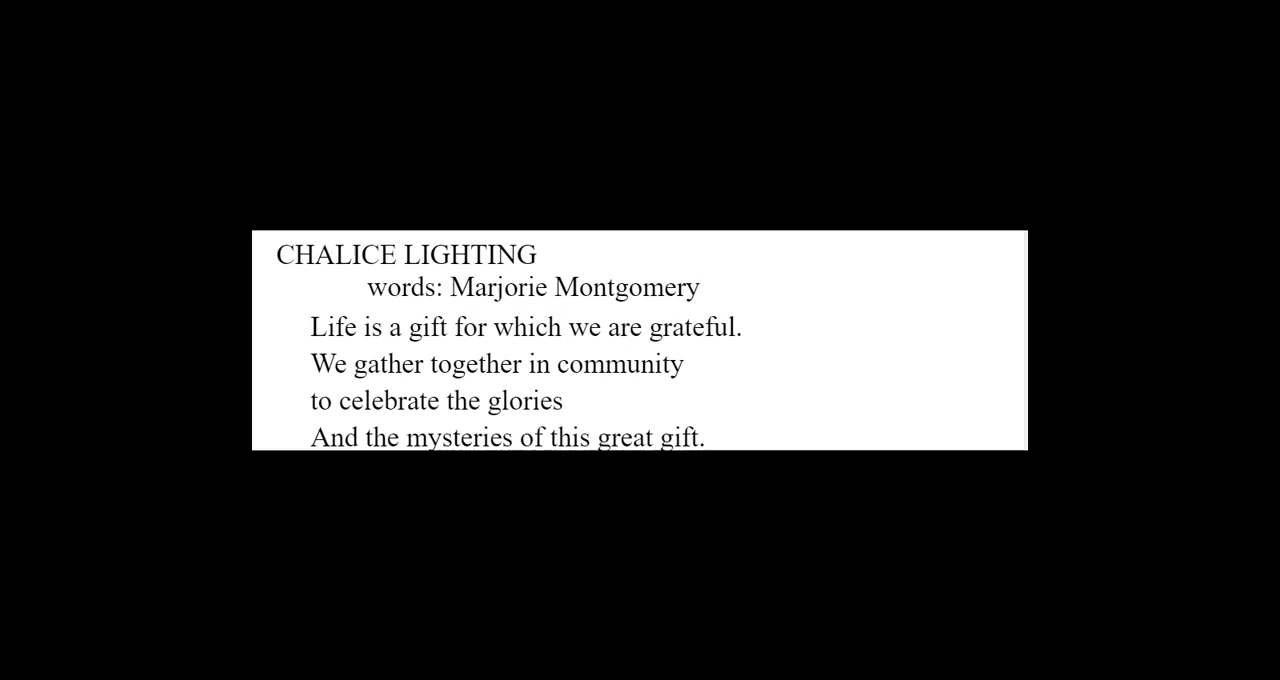 CHALICE LIGHTING
words: Marjorie Montgomery
Life is a gift for which we are grateful.
We gather together in community
to celebrate the glories
And the mysteries of this great gift.